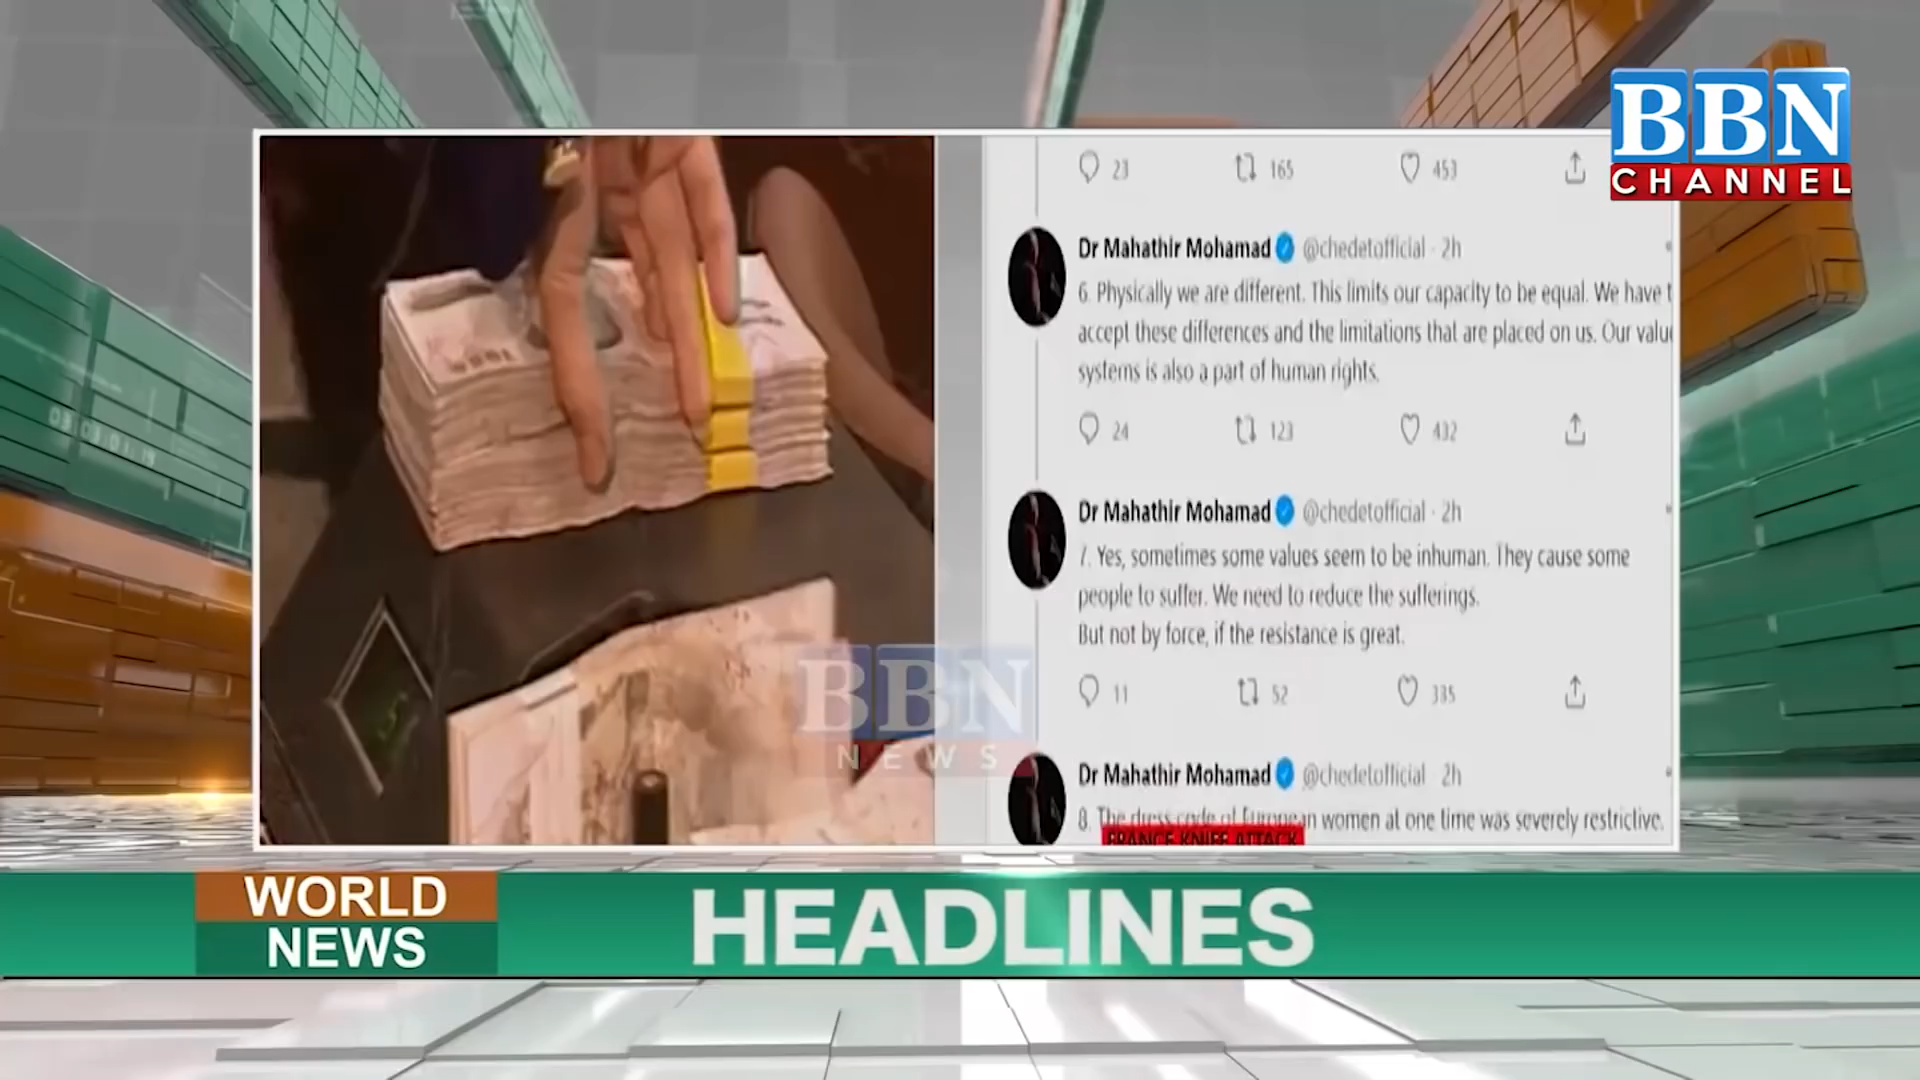 BBN
CHANNEL
23 165 453
Dr Mahathir Mohamad @chedetofficial · 2h
6. Physically we are different. This limits our capacity to be equal. We have t
accept these differences and the limitations that are placed on us. Our value
systems is also a part of human rights.
24 123 432
Dr Mahathir Mohamad @chedetofficial · 2h
7. Yes, sometimes some values seem to be inhuman. They cause some
people to suffer. We need to reduce the sufferings.
But not by force, if the resistance is great.
11 52 335
Dr Mahathir Mohamad @chedetofficial · 2h
8. The dress code of European women at one time was severely restrictive.
FRANCE KNIFE ATTACK
BBN
NEWS
WORLD
NEWS
HEADLINES